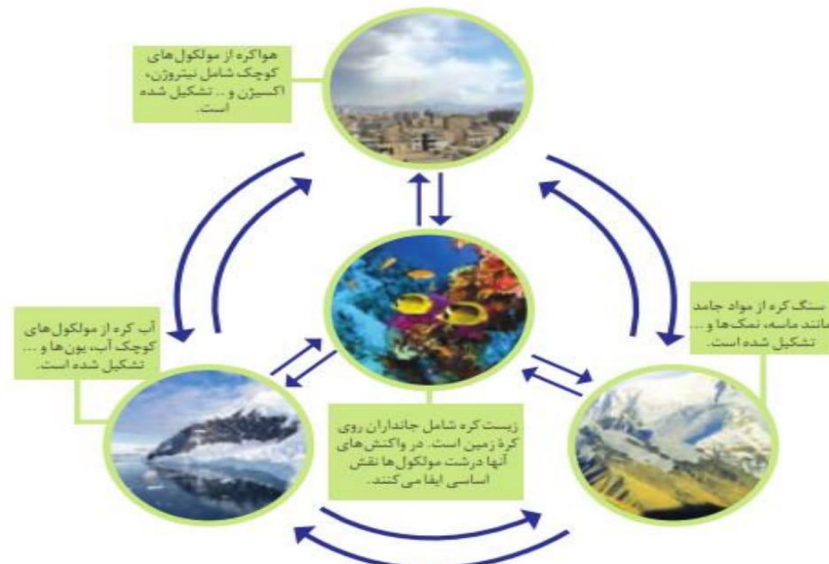 هواکره از مولکول‌های
کوچک شامل نیتروژن،
اکسیژن و .. تشکیل شده
است.
سنگ کره از مواد جامد
مانند ماسه، نمک‌ها و ...
تشکیل شده است.
آب کره از مولکول‌های
کوچک آب، یون‌ها و ...
تشکیل شده است.
زیست کره شامل جانداران روی
کرهٔ زمین است. در واکنش‌های
آنها درشت مولکول‌ها نقش
اساسی ایفا می‌کنند.